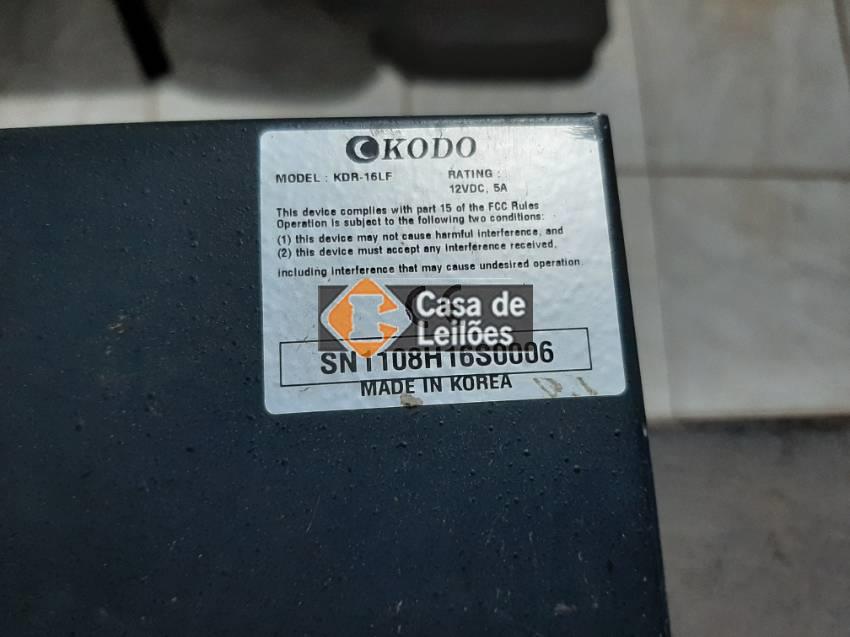 KODO
MODEL : KDR-16LF RATING :
12VDC, 5A
This device complies with part 15 of the FCC Rules
Operation is subject to the following two conditions:
(1) this device may not cause harmful interference, and
(2) this device must accept any interference received,
including interference that may cause undesired operation.
Casa de
Leilões
SN1108H16S0006
MADE IN KOREA